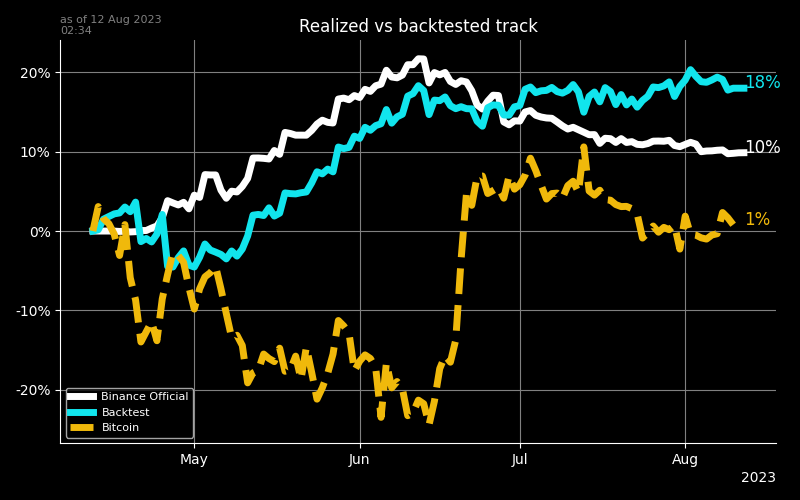 as of 12 Aug 2023
02:34
Realized vs backtested track
20%
10%
0%
-10%
-20%
18%
10%
1%
Binance Official
Backtest
Bitcoin
May
Jun
Jul
Aug
2023